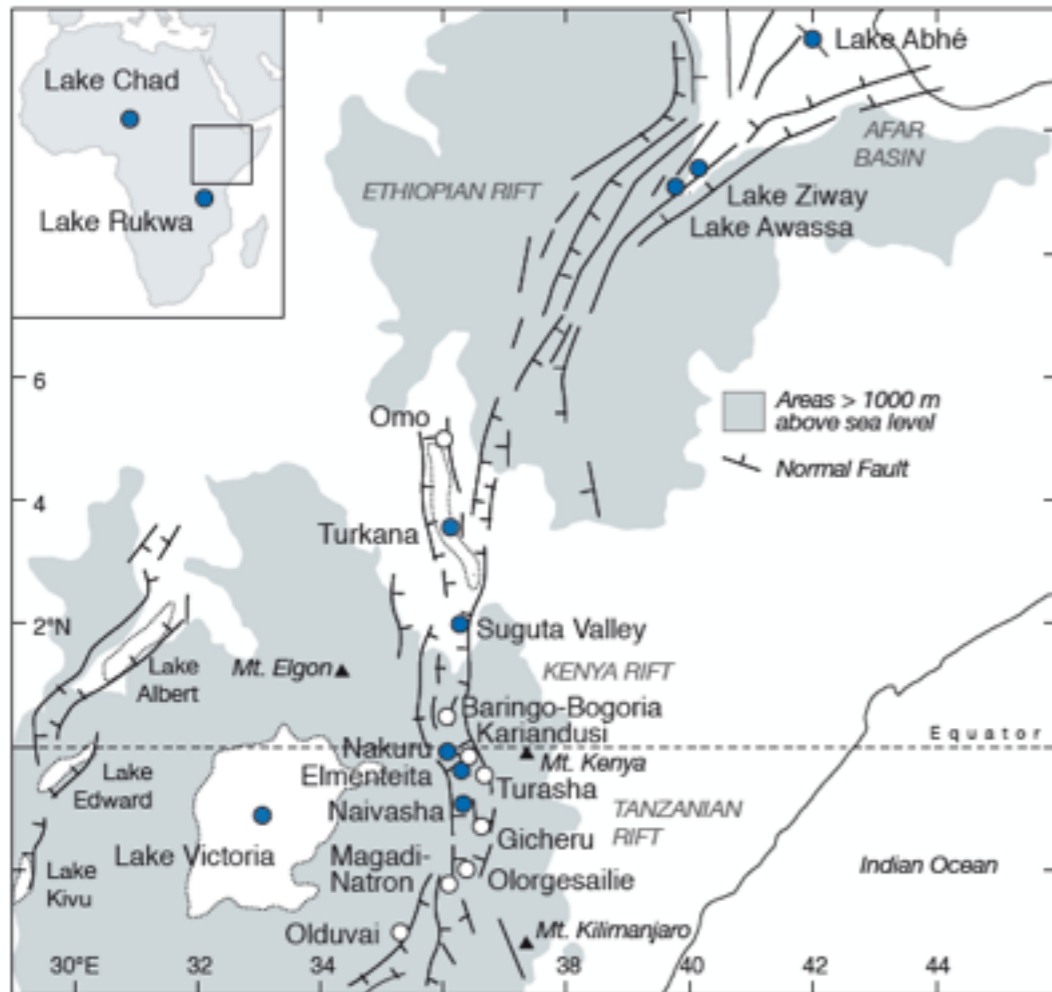 Lake Chad
Lake Rukwa
Lake Abhé
AFAR
BASIN
ETHIOPIAN RIFT
Lake Ziway
Lake Awassa
6
Areas > 1000 m
above sea level
Normal Fault
Omo
4
Turkana
2°N
Suguta Valley
Mt. Elgon
KENYA RIFT
Lake
Albert
Baringo-Bogoria
Kariandusi
Equator
Nakuru
Mt. Kenya
Elmenteita
Turasha
Lake
Edward
Naivasha
TANZANIAN
RIFT
Gicheru
Lake Victoria
Magadi-
Natron
Olorgesailie
Indian Ocean
Lake
Kivu
Olduvai
Mt. Kilimanjaro
30°E
32
34
38
40
42
44